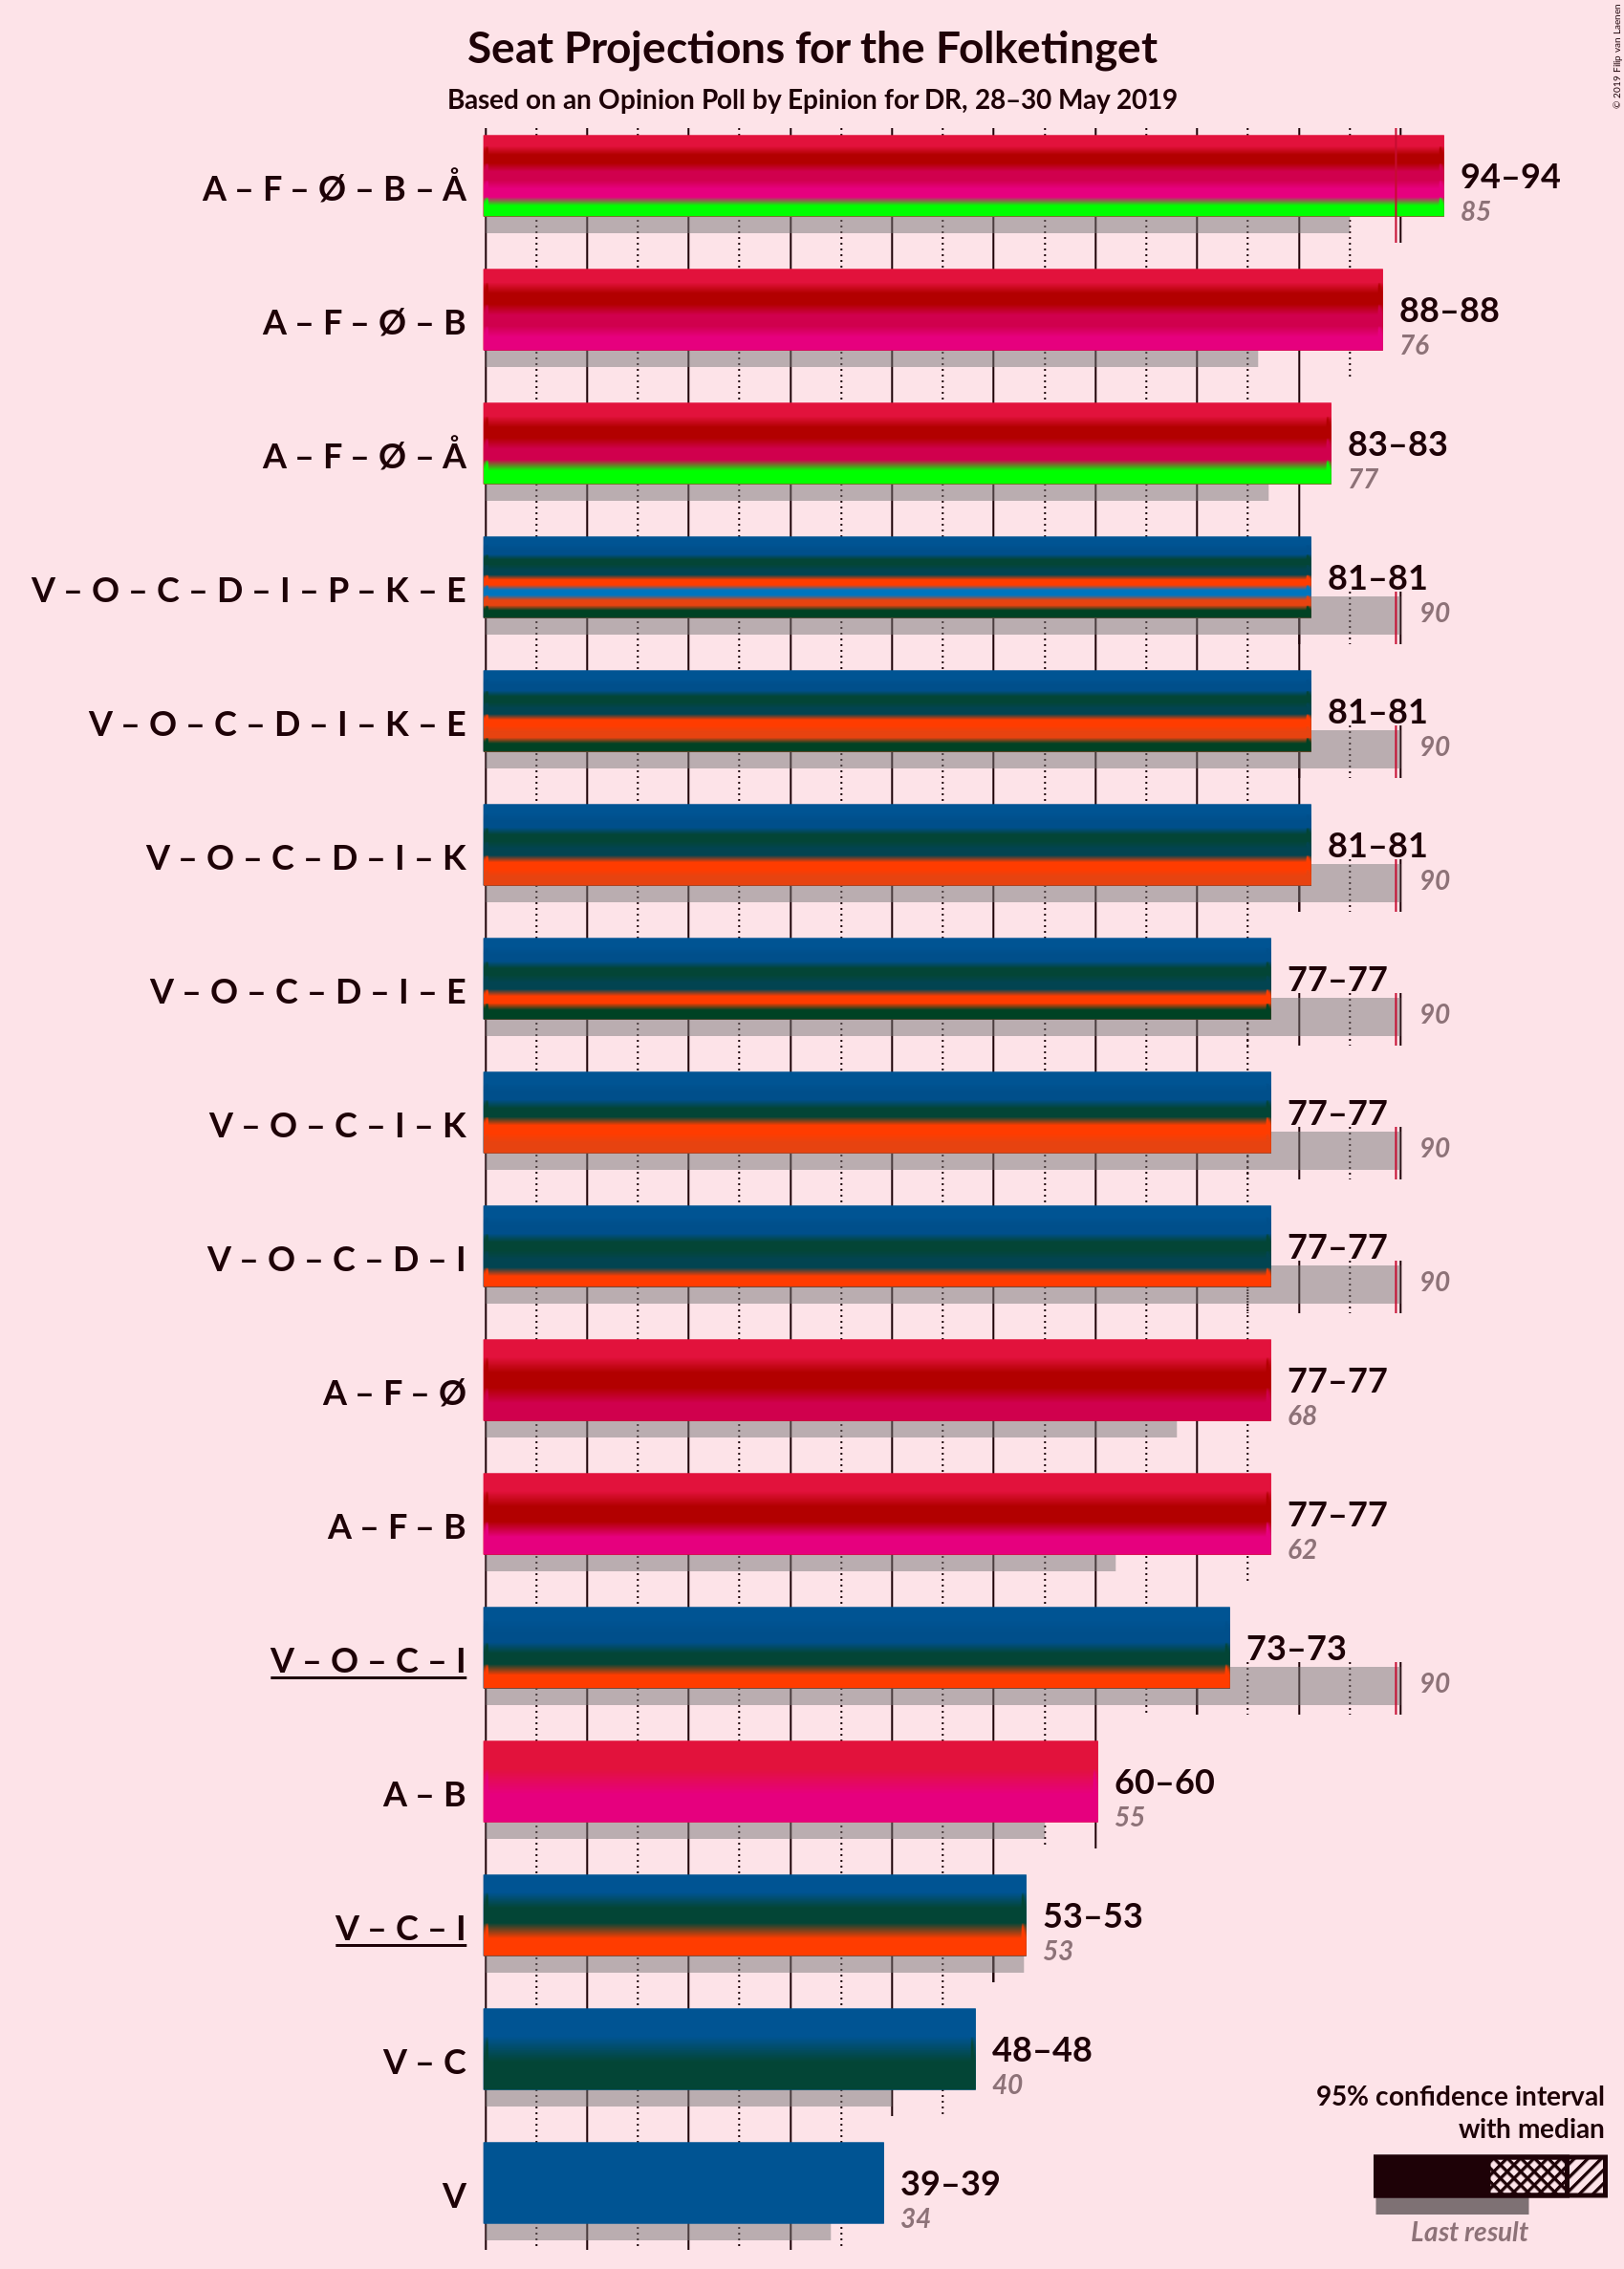 Seat Projections for the Folketinget
Based on an Opinion Poll by Epinion for DR, 28–30 May 2019
© 2019 Filip van Laenen
A – F – Ø – B – Å
94–94
85
A – F – Ø – B
88–88
76
A – F – Ø – Å
83–83
77
V – O – C – D – I – P – K – E
81–81
90
V – O – C – D – I – K – E
81–81
90
V – O – C – D – I – K
81–81
90
V – O – C – D – I – E
77–77
90
V – O – C – I – K
77–77
90
V – O – C – D – I
77–77
90
A – F – Ø
77–77
68
A – F – B
77–77
62
V – O – C – I
73–73
90
A – B
60–60
55
V – C – I
53–53
53
V – C
48–48
40
V
39–39
34
95% confidence interval
with median
Last result